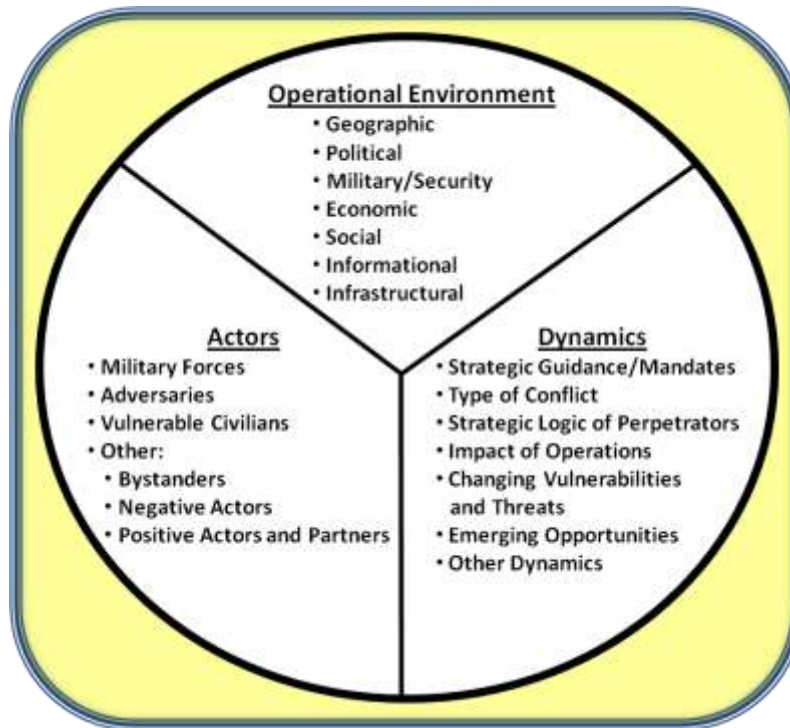 Operational Environment
• Geographic
• Political
• Military/Security
• Economic
• Social
• Informational
• Infrastructural
Actors
• Military Forces
• Adversaries
• Vulnerable Civilians
• Other:
• Bystanders
• Negative Actors
• Positive Actors and Partners
Dynamics
• Strategic Guidance/Mandates
• Type of Conflict
• Strategic Logic of Perpetrators
• Impact of Operations
• Changing Vulnerabilities
and Threats
• Emerging Opportunities
• Other Dynamics